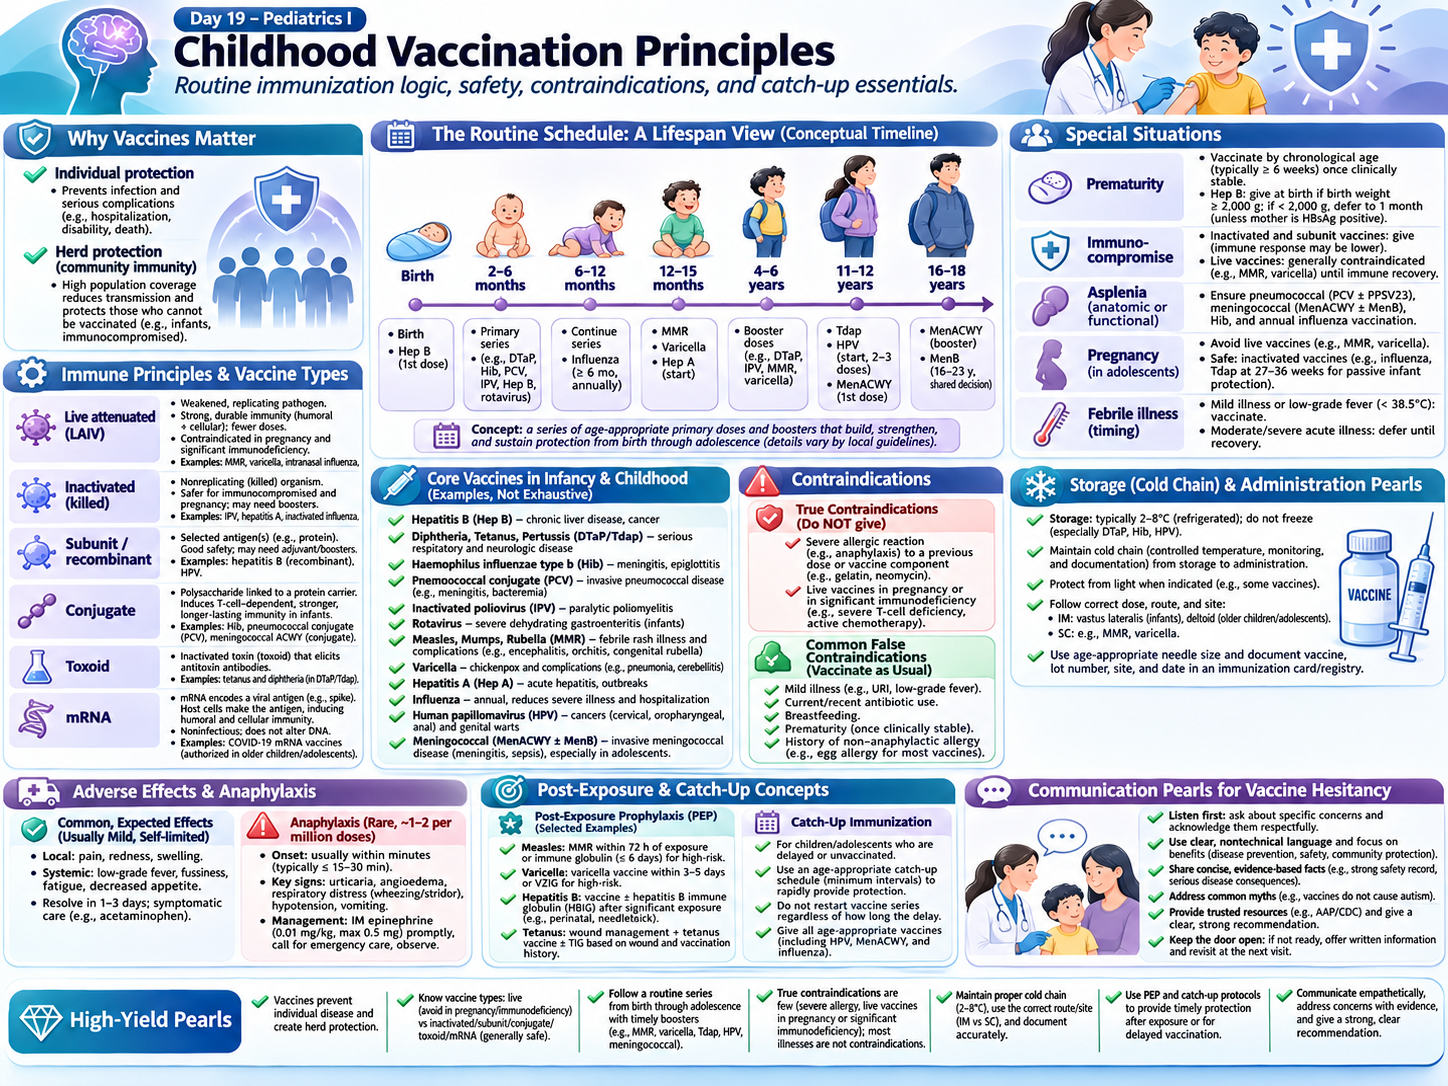 Day 19 – Pediatrics I
Childhood Vaccination Principles
Routine immunization logic, safety, contraindications, and catch-up essentials.
Why Vaccines Matter
Individual protection
• Prevents infection and
serious complications
(e.g., hospitalization,
disability, death).
Herd protection
(community immunity)
• High population coverage
reduces transmission and
protects those who cannot
be vaccinated (e.g., infants,
immunocompromised).
Immune Principles & Vaccine Types
Live attenuated
(LAIV)
• Weakened, replicating pathogen.
• Strong, durable immunity (humoral
+ cellular); fewer doses.
• Contraindicated in pregnancy and
significant immunodeficiency.
• Examples: MMR, varicella, intranasal influenza,
Inactivated
(killed)
• Nonreplicating (killed) organism.
• Safer for immunocompromised and
pregnancy; may need boosters.
• Examples: IPV, hepatitis A, inactivated influenza,
Subunit /
recombinant
• Selected antigen(s) (e.g., protein).
Good safety; may need adjuvant/boosters.
• Examples: hepatitis B (recombinant),
HPV.
Conjugate
• Polysaccharide linked to a protein carrier.
Induces T-cell–dependent, stronger,
longer-lasting immunity in infants.
• Examples: Hib, pneumococcal conjugate
(PCV), meningococcal ACWY (conjugate).
Toxoid
• Inactivated toxin (toxoid) that elicits
antitoxin antibodies.
• Examples: tetanus and diphtheria (in DTaP/Tdap).
mRNA
• mRNA encodes a viral antigen (e.g., spike).
Host cells make the antigen, inducing
humoral and cellular immunity.
• Noninfectious; does not alter DNA.
• Examples: COVID-19 mRNA vaccines
(authorized in older children/adolescents).
The Routine Schedule: A Lifespan View (Conceptual Timeline)
Birth
2–6
months
6–12
months
12–15
months
4–6
years
11–12
years
16–18
years
• Birth
• Hep B
(1st dose)
• Primary
series
• (e.g., DTaP,
Hib, PCV,
IPV, Hep B,
rotavirus)
• Continue
series
• Influenza
(≥ 6 mo,
annually)
• MMR
• Varicella
• Hep A
(start)
• Booster
doses
(e.g., DTaP,
IPV, MMR,
varicella)
• Tdap
• HPV
(start, 2–3
doses)
• MenACWY
(1st dose)
• MenACWY
(booster)
• MenB
(16–23 y,
shared decision)
Concept: a series of age-appropriate primary doses and boosters that build, strengthen,
and sustain protection from birth through adolescence (details vary by local guidelines).
Core Vaccines in Infancy & Childhood
(Examples, Not Exhaustive)
Hepatitis B (Hep B) – chronic liver disease, cancer
Diphtheria, Tetanus, Pertussis (DTaP/Tdap) – serious
respiratory and neurologic disease
Haemophilus influenzae type b (Hib) – meningitis, epiglottitis
Pnemoococcal conjugate (PCV) – invasive pneumococcal disease
(e.g., meningitis, bacteremia)
Inactivated poliovirus (IPV) – paralytic poliomyelitis
Rotavirus – severe dehydrating gastroenteritis (infants)
Measles, Mumps, Rubella (MMR) – febrile rash illness and
complications (e.g., encephalitis, orchitis, congenital rubella)
Varicella – chickenpox and complications (e.g., pneumonia, cerebellitis)
Hepatitis A (Hep A) – acute hepatitis, outbreaks
Influenza – annual, reduces severe illness and hospitalization
Human papillomavirus (HPV) – cancers (cervical, oropharyngeal,
anal) and genital warts
Meningococcal (MenACWY ± MenB) – invasive meningococcal
disease (meningitis, sepsis), especially in adolescents.
Contraindications
True Contraindications
(Do NOT give)
Severe allergic reaction
(e.g., anaphylaxis) to a previous
dose or vaccine component
(e.g., gelatin, neomycin).
Live vaccines in pregnancy or
in significant immunodeficiency
(e.g., severe T-cell deficiency,
active chemotherapy).
Common False
Contraindications
(Vaccinate as Usual)
Mild illness (e.g., URI, low-grade fever).
Current/recent antibiotic use.
Breastfeeding.
Prematurity (once clinically stable).
History of non-anaphylactic allergy
(e.g., egg allergy for most vaccines).
Special Situations
Prematurity
• Vaccinate by chronological age
(typically ≥ 6 weeks) once clinically
stable.
• Hep B: give at birth if birth weight
≥ 2,000 g; if < 2,000 g, defer to 1 month
(unless mother is HBsAg positive).
Immuno-
compromise
• Inactivated and subunit vaccines: give
(immune response may be lower).
• Live vaccines: generally contraindicated
(e.g., MMR, varicella) until immune recovery.
Asplenia
(anatomic or
functional)
• Ensure pneumococcal (PCV ± PPSV23),
meningococcal (MenACWY ± MenB),
Hib, and annual influenza vaccination.
Pregnancy
(in adolescents)
• Avoid live vaccines (e.g., MMR, varicella).
• Safe: inactivated vaccines (e.g., influenza,
Tdap at 27–36 weeks for passive infant
protection).
Febrile illness
(timing)
• Mild illness or low-grade fever (< 38.5°C):
vaccinate.
• Moderate/severe acute illness: defer until
recovery.
Storage (Cold Chain) & Administration Pearls
Storage: typically 2–8°C (refrigerated); do not freeze
(especially DTaP, Hib, HPV).
Maintain cold chain (controlled temperature, monitoring,
and documentation) from storage to administration.
Protect from light when indicated (e.g., some vaccines).
Follow correct dose, route, and site:
• IM: vastus lateralis (infants), deltoid (older children/adolescents).
• SC: e.g., MMR, varicella.
Use age-appropriate needle size and document vaccine,
lot number, site, and date in an immunization card/registry.
VACCINE
Adverse Effects & Anaphylaxis
Common, Expected Effects
(Usually Mild, Self-limited)
• Local: pain, redness, swelling.
• Systemic: low-grade fever, fussiness,
fatigue, decreased appetite.
• Resolve in 1–3 days; symptomatic
care (e.g., acetaminophen).
Anaphylaxis (Rare, ~1–2 per
million doses)
• Onset: usually within minutes
(typically ≤ 15–30 min).
• Key signs: urticaria, angioedema,
respiratory distress (wheezing/stridor),
hypotension, vomiting.
• Management: IM epinephrine
(0.01 mg/kg, max 0.5 mg) promptly,
call for emergency care, observe.
Post-Exposure & Catch-Up Concepts
Post-Exposure Prophylaxis (PEP)
(Selected Examples)
Measles: MMR within 72 h of exposure
or immune globulin (≤ 6 days) for high-risk.
Varicelle: varicella vaccine within 3–5 days
or VZIG for high-risk.
Hepatitis B: vaccine ± hepatitis B immune
globulin (HBIG) after significant exposure
(e.g., perinatal, needletoick).
Tetanus: wound management + tetanus
vaccine ± TIG based on wound and vaccination
history.
Catch-Up Immunization
For children/adolescents who are
delayed or unvaccinated.
Use an age-appropriate catch-up
schedule (minimum intervals) to
rapidly provide protection.
Do not restart vaccine series
regardless of how long the delay.
Give all age-appropriate vaccines
(including HPV, MenACWY, and
influenza).
Communication Pearls for Vaccine Hesitancy
Listen first: ask about specific concerns and
acknowledge them respectfully.
Use clear, nontechnical language and focus on
benefits (disease prevention, safety, community protection).
Share concise, evidence-based facts (e.g., strong safety record,
serious disease consequences).
Address common myths (e.g., vaccines do not cause autism).
Provide trusted resources (e.g., AAP/CDC) and give a
clear, strong recommendation.
Keep the door open: if not ready, offer written information
and revisit at the next visit.
High-Yield Pearls
Vaccines prevent
individual disease and
create herd protection.
Know vaccine types: live
(avoid in pregnancy/immunodeficiency)
vs inactivated/subunit/conjugate/
toxoid/mRNA (generally safe).
Follow a routine series
from birth through adolescence
with timely boosters
(e.g., MMR, varicella, Tdap, HPV,
meningococcal).
True contraindications are
few (severe allergy, live vaccines
in pregnancy or significant
immunodeficiency); most
illnesses are not contraindications.
Maintain proper cold chain
(2–8°C), use the correct route/site
(IM vs SC), and document
accurately.
Use PEP and catch-up protocols
to provide timely protection
after exposure or for
delayed vaccination.
Communicate empathetically,
address concerns with evidence,
and give a strong, clear
recommendation.